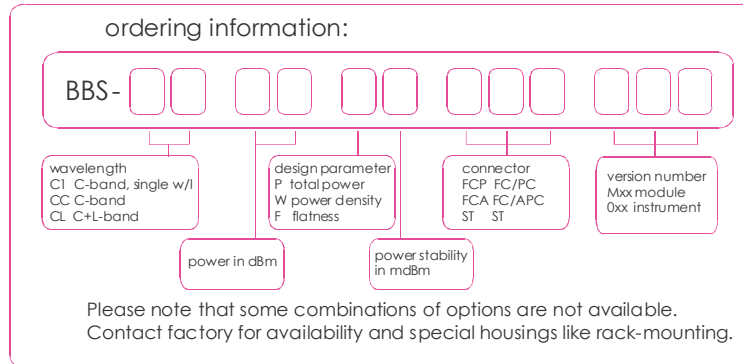 ordering information:
BBS-
wavelength
C1 C-band, single w/l
CC C-band
CL C+L-band
design parameter
P total power
W power density
F flatness
connector
FCP FC/PC
FCA FC/APC
ST ST
version number
Mxx module
0xx instrument
power in dBm
power stability
in mdBm
Please note that some combinations of options are not available.
Contact factory for availability and special housings like rack-mounting.